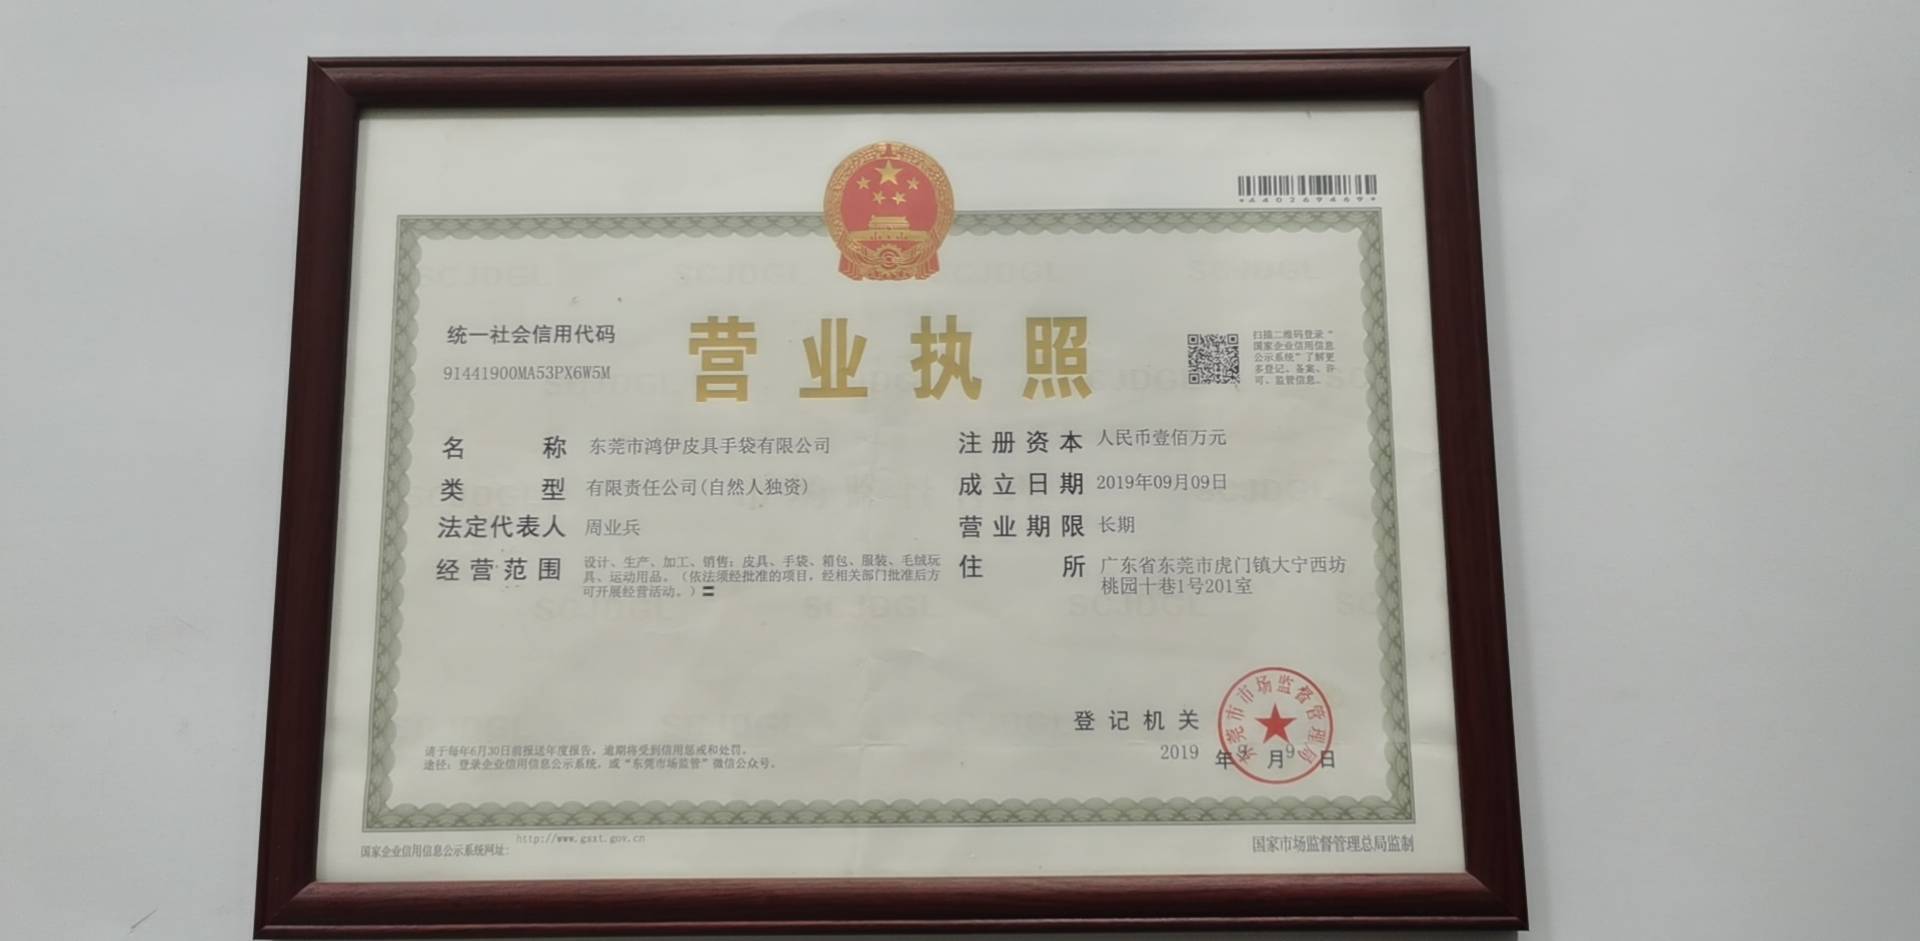 *440269469*
统一社会信用代码
91441900MA53PX6W5M
营业执照
扫描二维码登录“
国家企业信用信息
公示系统”了解更
多登记、备案、许
可、监管信息。
名称 东莞市鸿伊皮具手袋有限公司
类型 有限责任公司(自然人独资)
法定代表人 周业兵
经营范围 设计、生产、加工、销售：皮具、手袋、箱包、服装、毛绒玩
具、运动用品。（依法须经批准的项目，经相关部门批准后方
可开展经营活动。）〓
注册资本 人民币壹佰万元
成立日期 2019年09月09日
营业期限 长期
住所 广东省东莞市虎门镇大宁西坊
桃园十巷1号201室
登记机关
东莞市市场监督管理局
2019 年 9 月 9 日
请于每年6月30日前报送年度报告，逾期将受到信用惩戒和处罚。
途径：登录企业信用信息公示系统，或“东莞市场监管”微信公众号。
国家企业信用信息公示系统网址：http://www.gsxt.gov.cn
国家市场监督管理总局监制